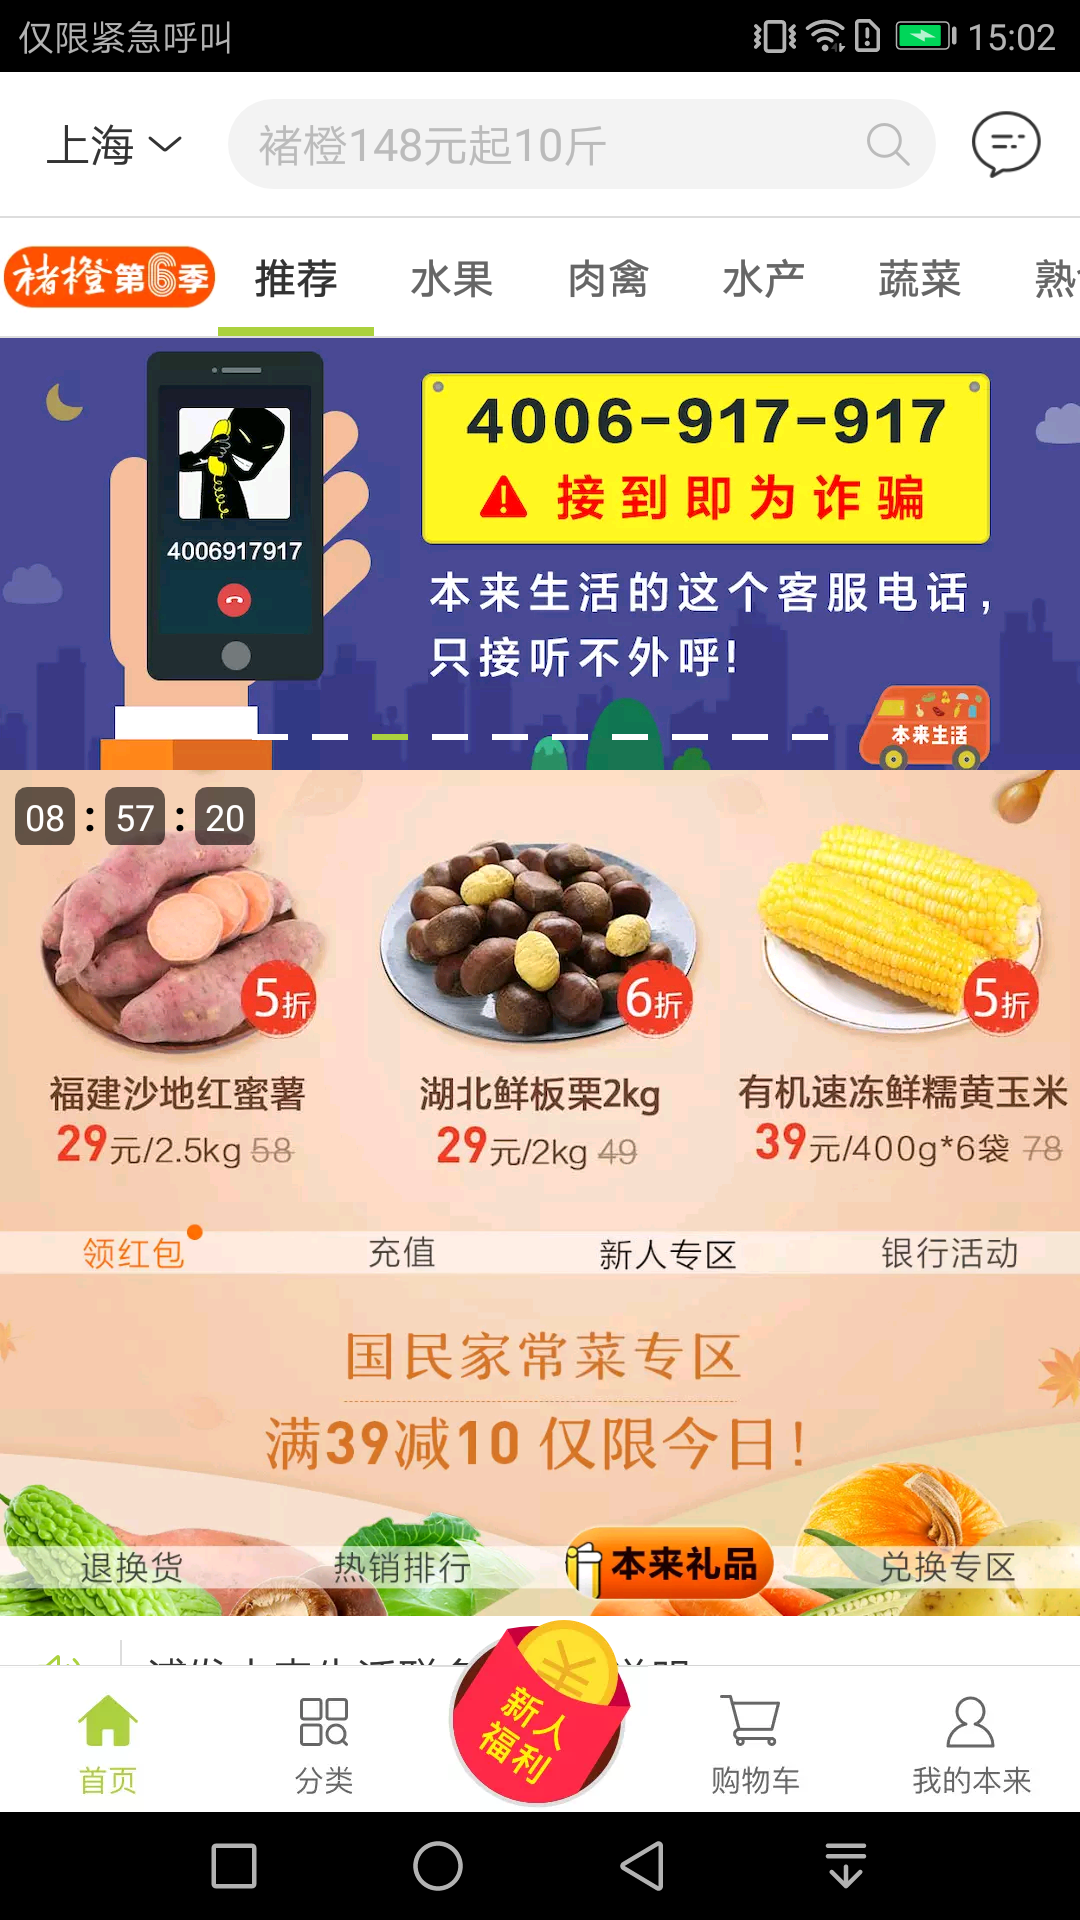 仅限紧急呼叫
15:02
上海
褚橙148元起10斤
褚橙第6季
推荐
水果
肉禽
水产
蔬菜
熟
4006-917-917
接到即为诈骗
4006917917
本来生活的这个客服电话，
只接听不外呼！
本来生活
08：57：20
5折
6折
5折
福建沙地红蜜薯
湖北鲜板栗2kg
有机速冻鲜糯黄玉米
29元/2.5kg 58
29元/2kg 49
39元/400g*6袋 78
领红包
充值
新人专区
银行活动
国民家常菜专区
满39减10 仅限今日！
退换货
热销排行
本来礼品
兑换专区
新人
福利
首页
分类
购物车
我的本来